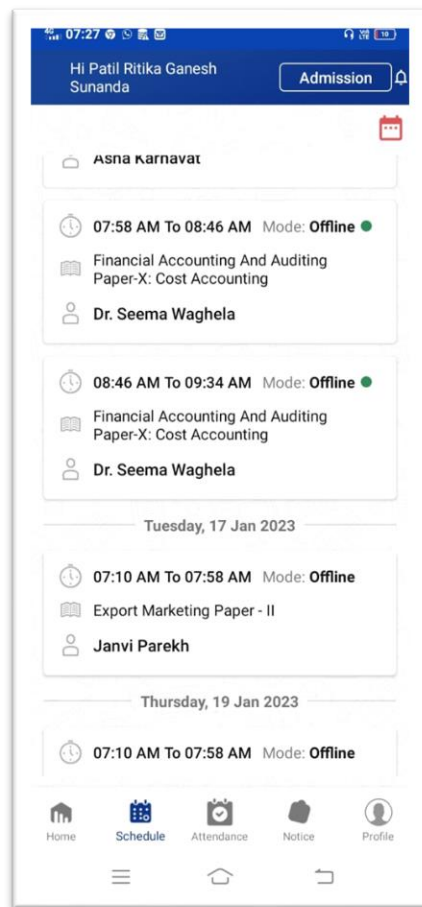 4G 07:27 10
Hi Patil Ritika Ganesh
Sunanda
Admission
Asha Karnavat
07:58 AM To 08:46 AM Mode: Offline
Financial Accounting And Auditing
Paper-X: Cost Accounting
Dr. Seema Waghela
08:46 AM To 09:34 AM Mode: Offline
Financial Accounting And Auditing
Paper-X: Cost Accounting
Dr. Seema Waghela
Tuesday, 17 Jan 2023
07:10 AM To 07:58 AM Mode: Offline
Export Marketing Paper - II
Janvi Parekh
Thursday, 19 Jan 2023
07:10 AM To 07:58 AM Mode: Offline
Home Schedule Attendance Notice Profile